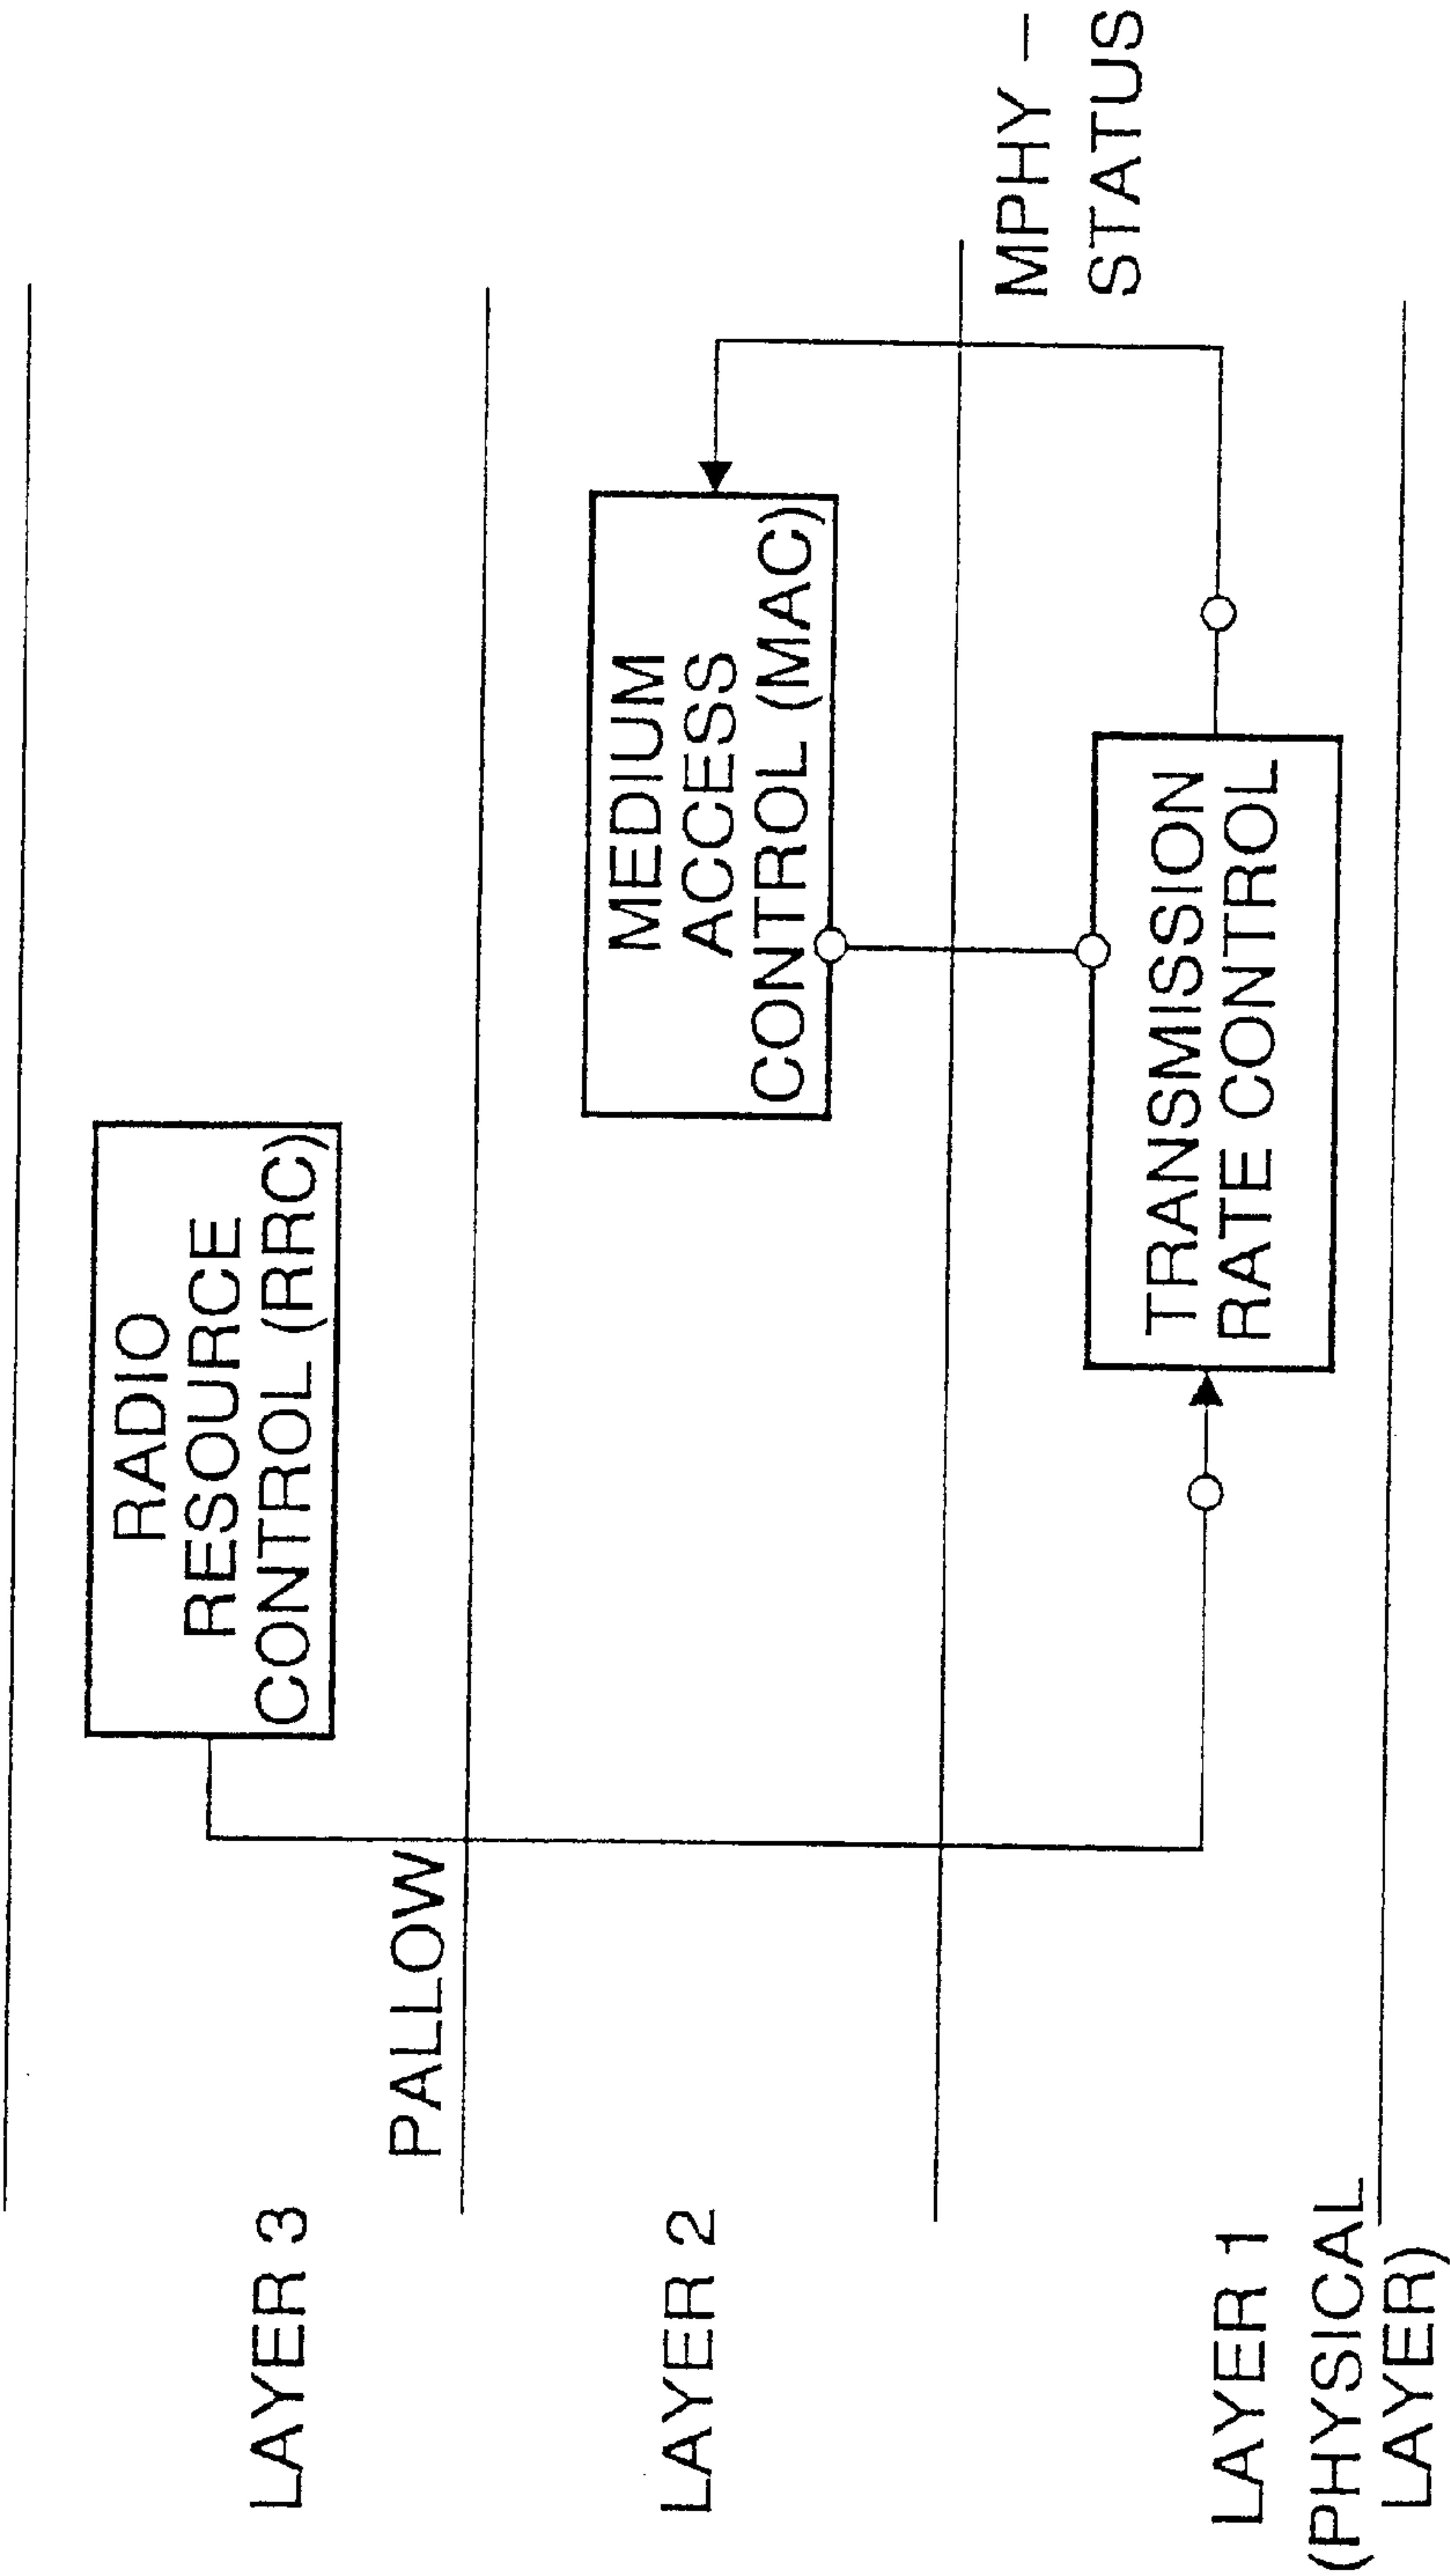 LAYER 3
RADIO
RESOURCE
CONTROL (RRC)
PALLOW
LAYER 2
MEDIUM
ACCESS
CONTROL (MAC)
MPHY –
STATUS
LAYER 1
(PHYSICAL
LAYER)
TRANSMISSION
RATE CONTROL